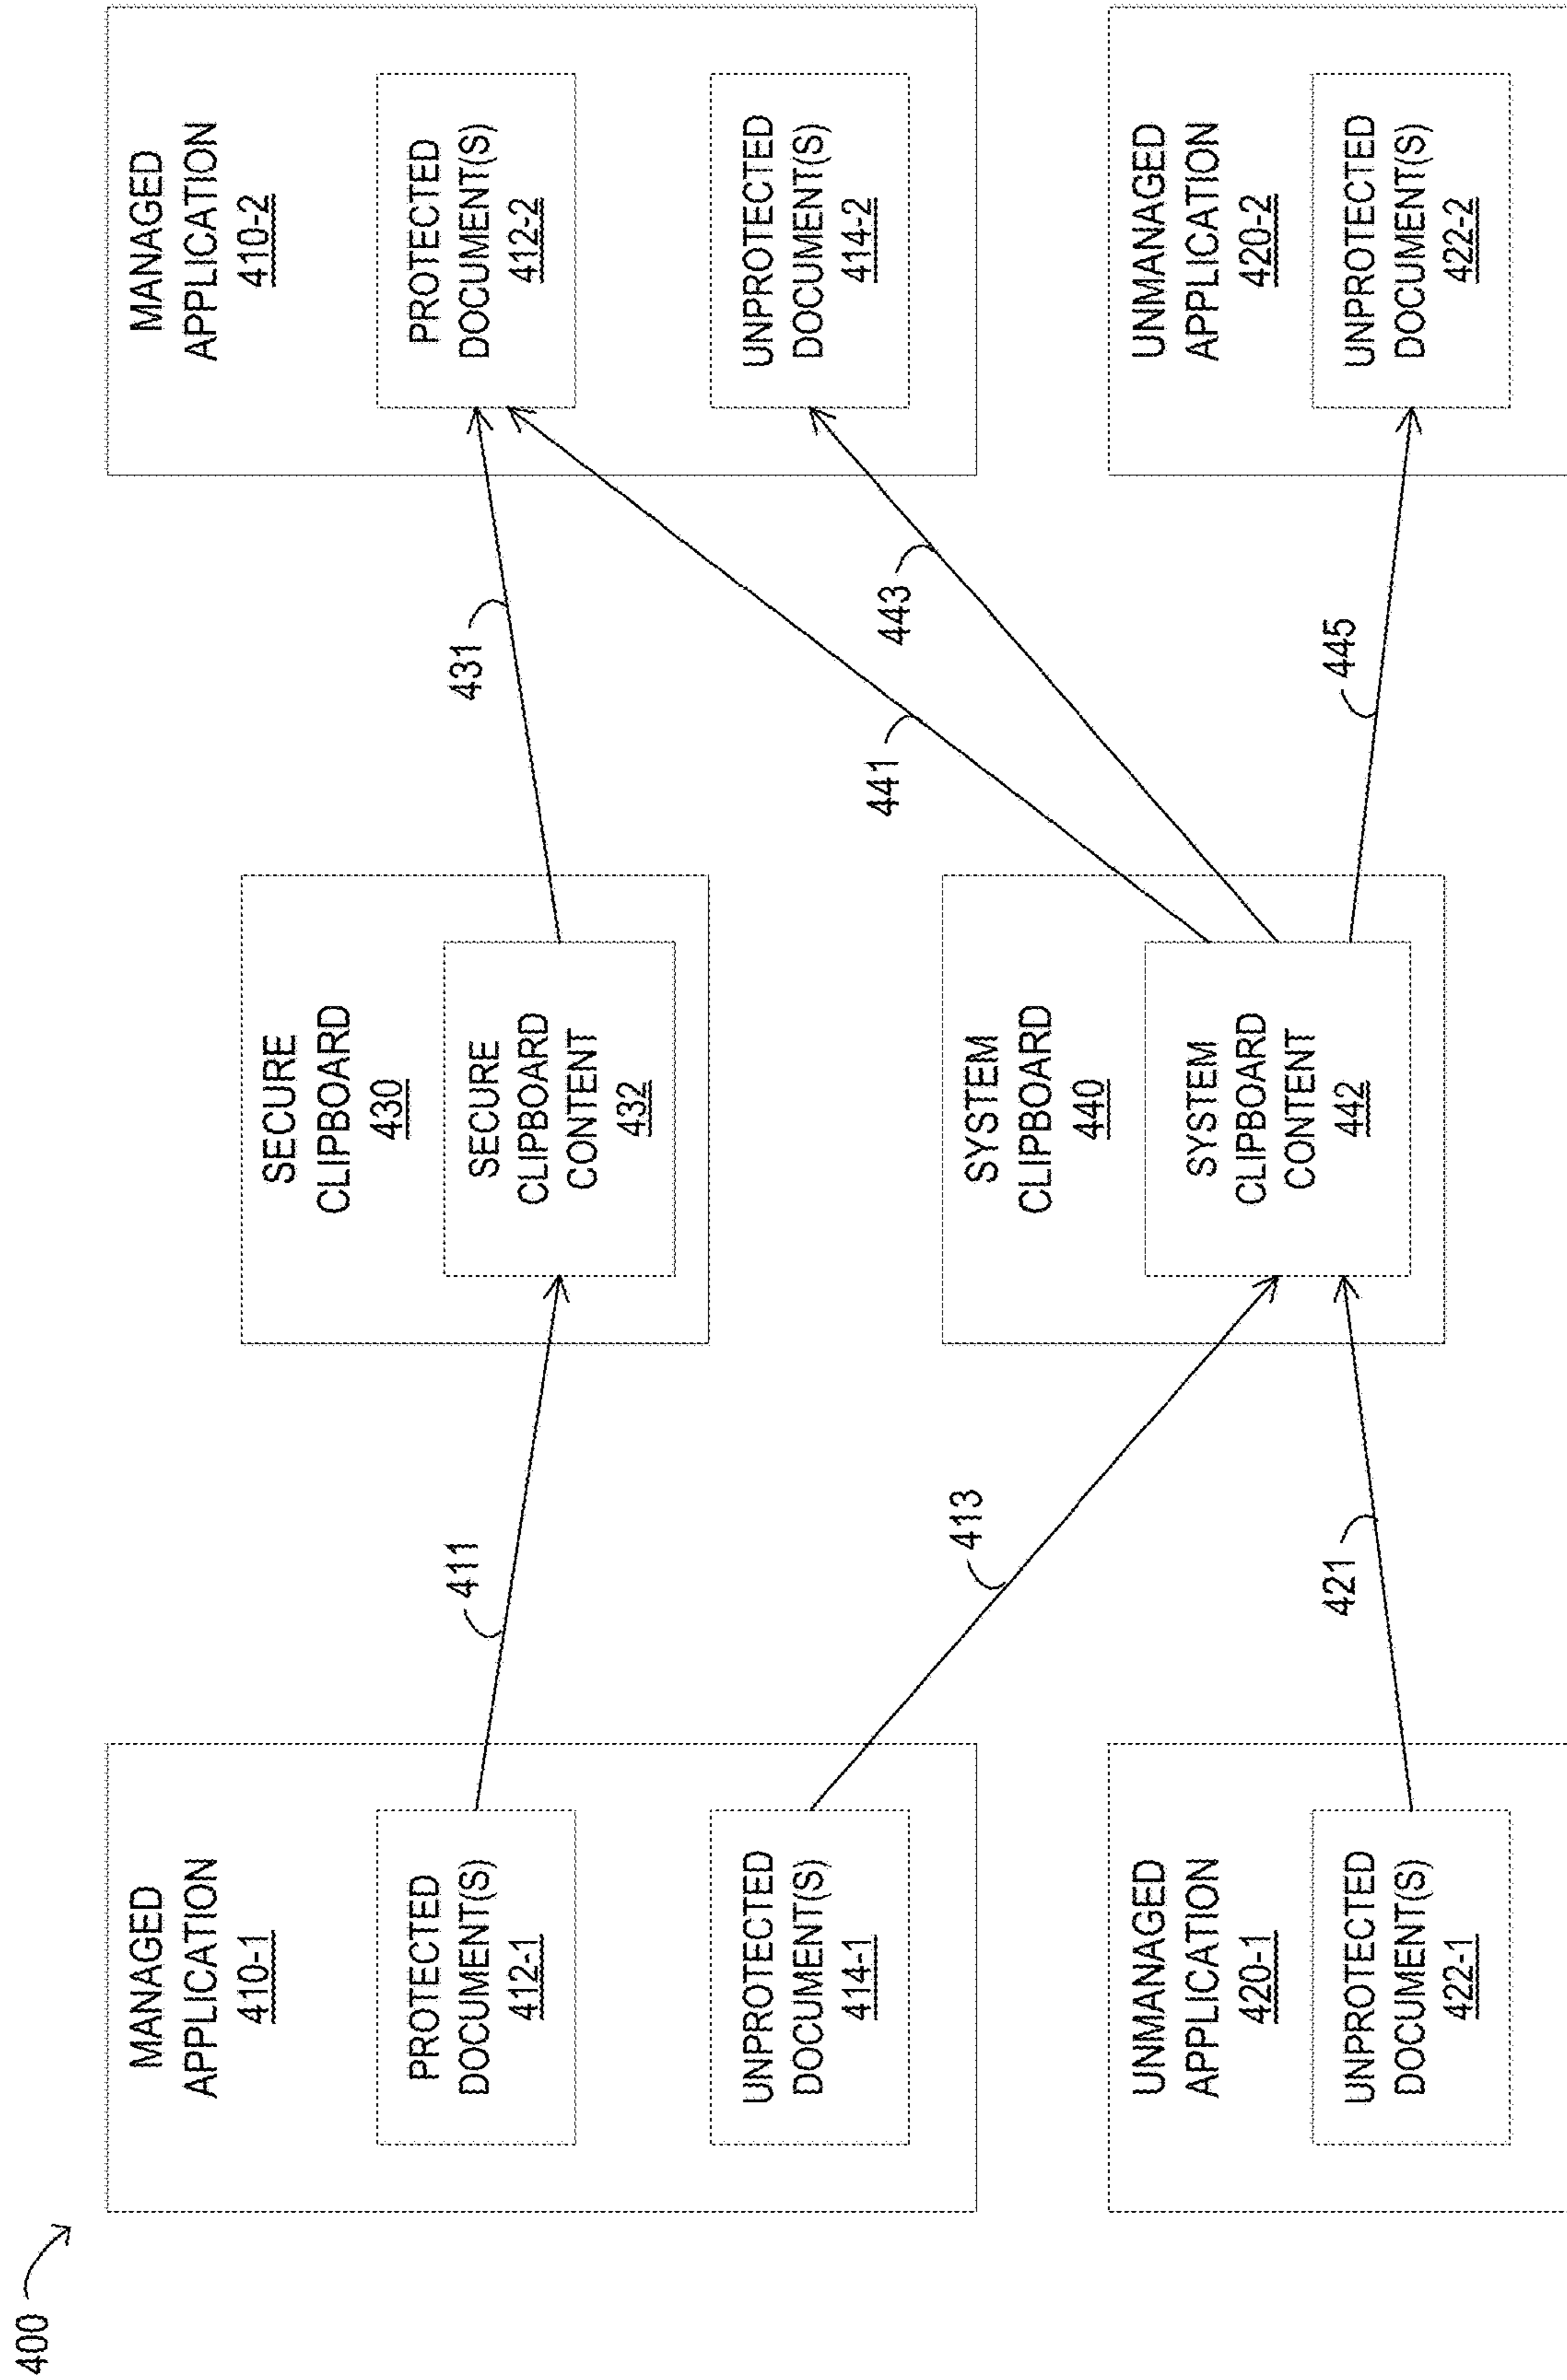 400
MANAGED
APPLICATION
410-1
PROTECTED
DOCUMENT(S)
412-1
UNPROTECTED
DOCUMENT(S)
414-1
UNMANAGED
APPLICATION
420-1
UNPROTECTED
DOCUMENT(S)
422-1
411
413
421
SECURE
CLIPBOARD
430
SECURE
CLIPBOARD
CONTENT
432
SYSTEM
CLIPBOARD
440
SYSTEM
CLIPBOARD
CONTENT
442
431
441
443
445
MANAGED
APPLICATION
410-2
PROTECTED
DOCUMENT(S)
412-2
UNPROTECTED
DOCUMENT(S)
414-2
UNMANAGED
APPLICATION
420-2
UNPROTECTED
DOCUMENT(S)
422-2